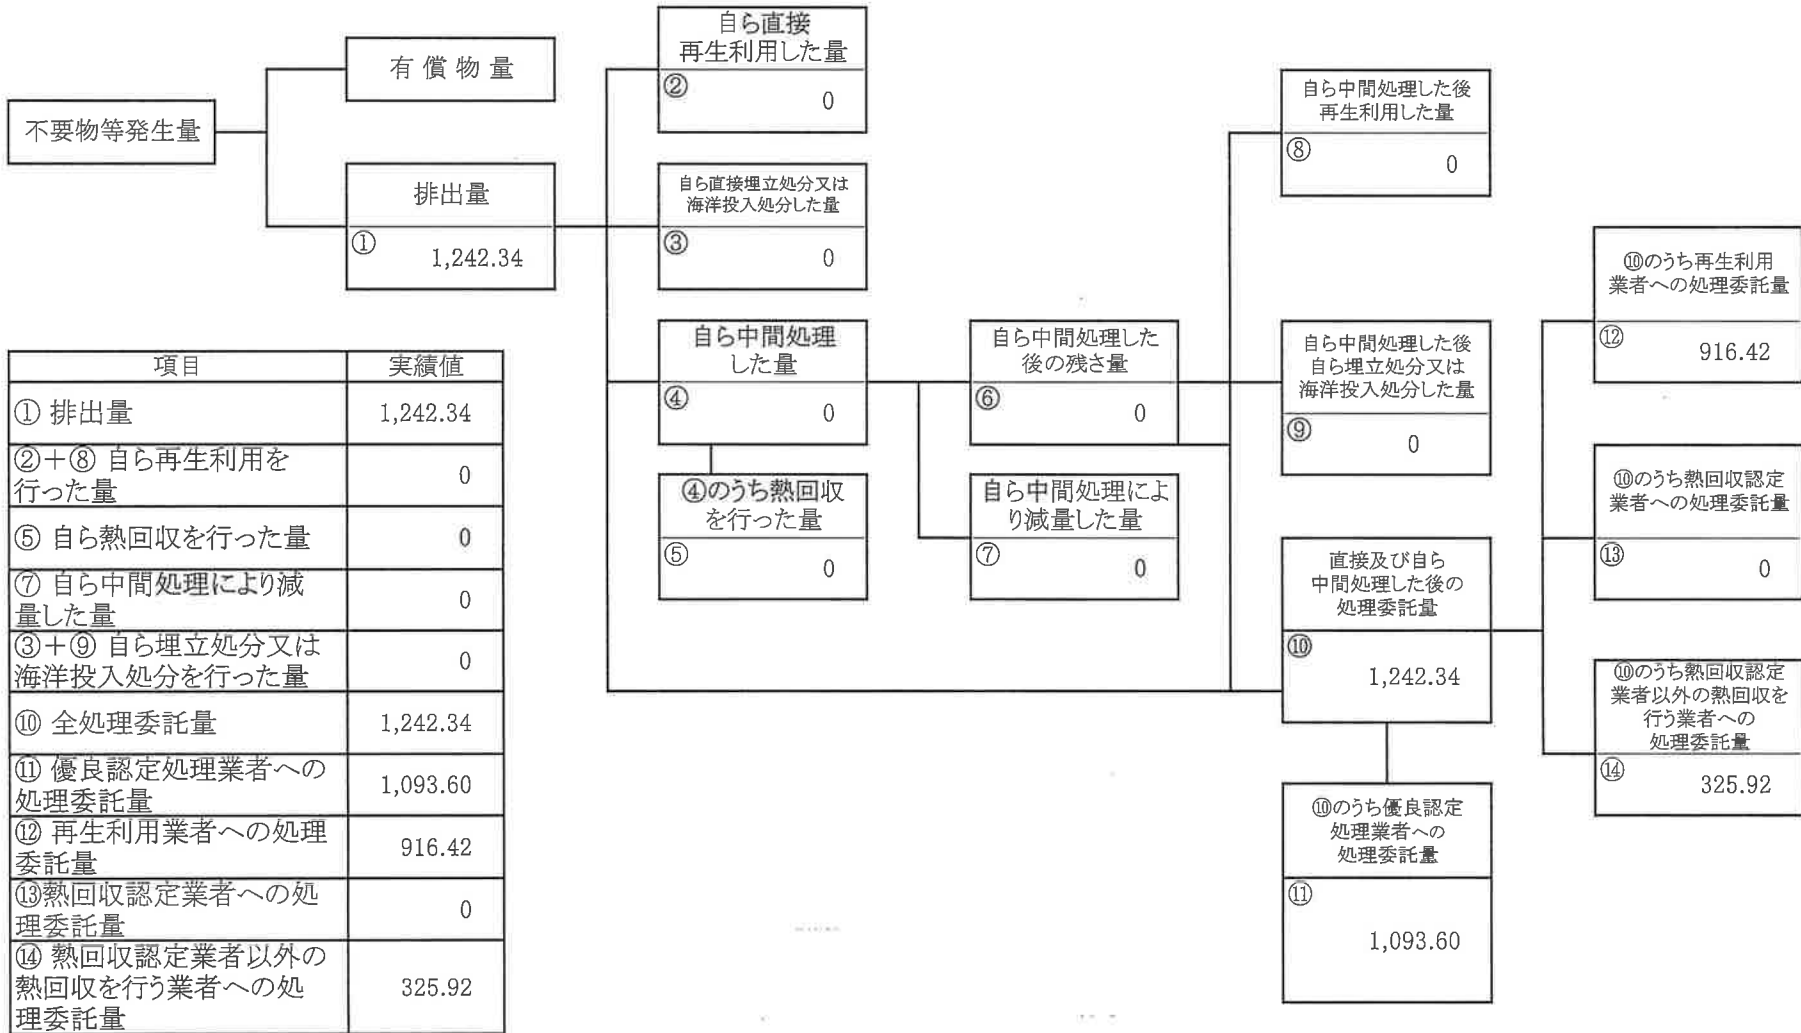 不要物等発生量
有償物量
排出量
①
1,242.34
自ら直接
再生利用した量
②
0
自ら直接埋立処分又は
海洋投入処分した量
③
0
自ら中間処理
した量
④
0
④のうち熱回収
を行った量
⑤
0
自ら中間処理した
後の残さ量
⑥
0
自ら中間処理によ
り減量した量
⑦
0
自ら中間処理した後
再生利用した量
⑧
0
自ら中間処理した後
自ら埋立処分又は
海洋投入処分した量
⑨
0
直接及び自ら
中間処理した後の
処理委託量
⑩
1,242.34
⑩のうち優良認定
処理業者への
処理委託量
⑪
1,093.60
⑩のうち再生利用
業者への処理委託量
⑫
916.42
⑩のうち熱回収認定
業者への処理委託量
⑬
0
⑩のうち熱回収認定
業者以外の熱回収を
行う業者への
処理委託量
⑭
325.92
項目 実績値
① 排出量 1,242.34
②+⑧ 自ら再生利用を
行った量 0
⑤ 自ら熱回収を行った量 0
⑦ 自ら中間処理により減
量した量 0
③+⑨ 自ら埋立処分又は
海洋投入処分を行った量 0
⑩ 全処理委託量 1,242.34
⑪ 優良認定処理業者への
処理委託量 1,093.60
⑫ 再生利用業者への処理
委託量 916.42
⑬熱回収認定業者への処
理委託量 0
⑭ 熱回収認定業者以外の
熱回収を行う業者への処
理委託量 325.92